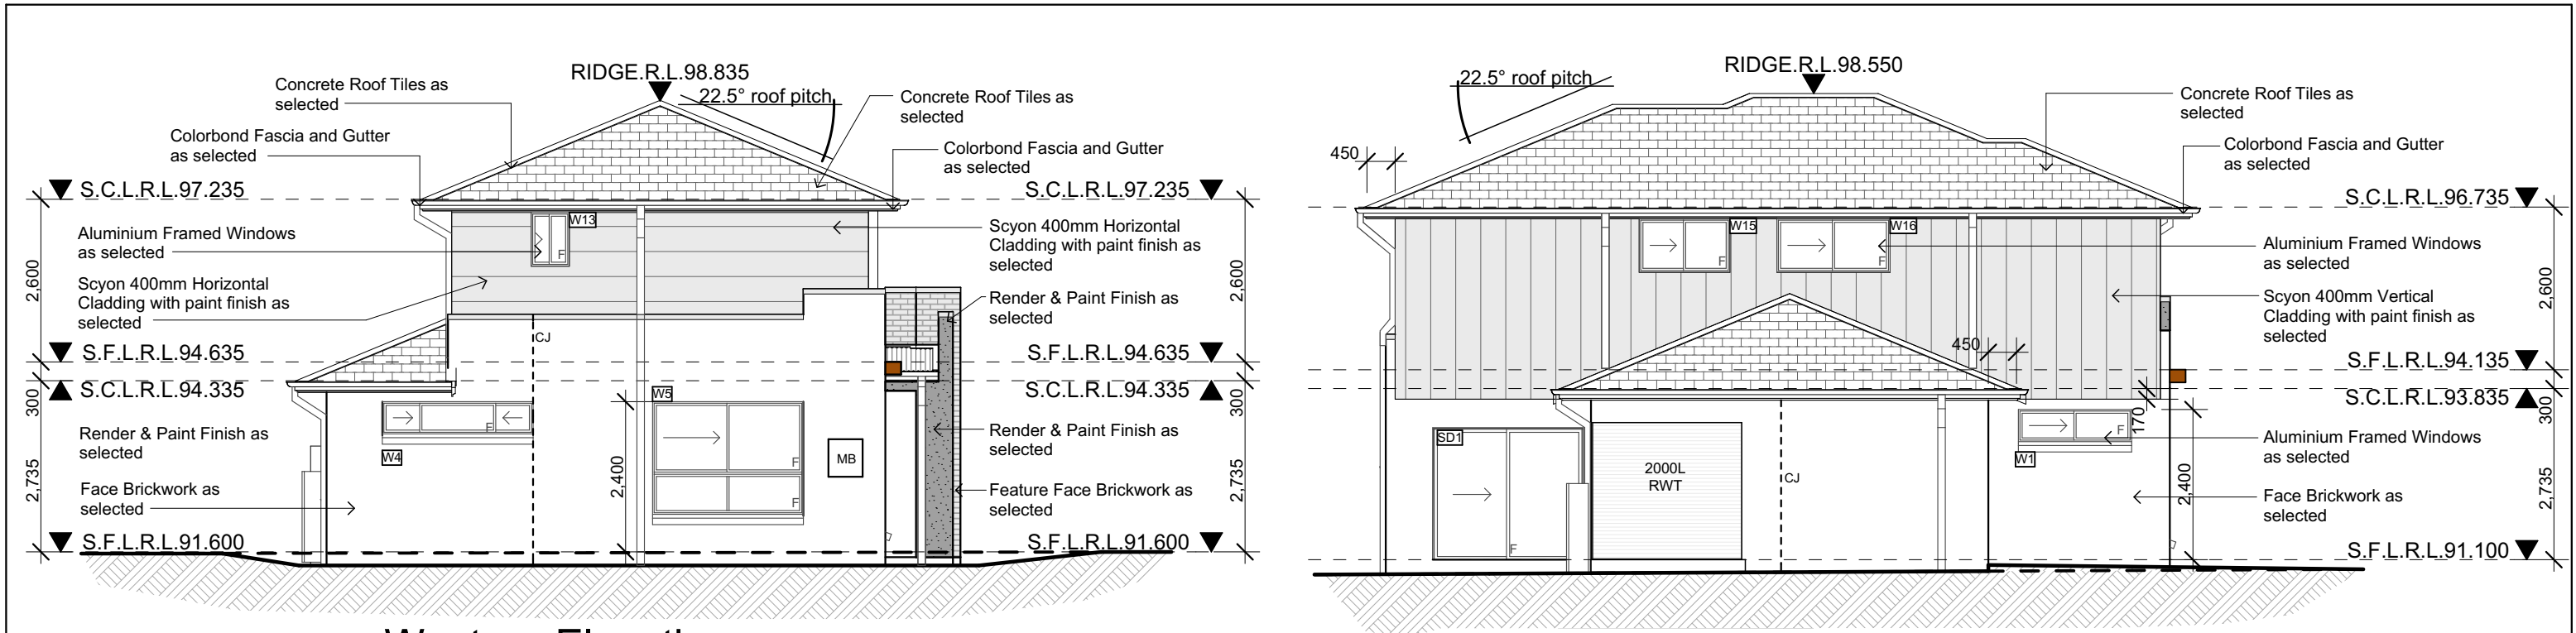 RIDGE.R.L.98.835
22.5° roof pitch
Concrete Roof Tiles as
selected
Colorbond Fascia and Gutter
as selected
Concrete Roof Tiles as
selected
Colorbond Fascia and Gutter
as selected
S.C.L.R.L.97.235
S.C.L.R.L.97.235
W13
F
Aluminium Framed Windows
as selected
Scyon 400mm Horizontal
Cladding with paint finish as
selected
Scyon 400mm Horizontal
Cladding with paint finish as
selected
2,600
2,600
Render & Paint Finish as
selected
CJ
S.F.L.R.L.94.635
S.F.L.R.L.94.635
300
S.C.L.R.L.94.335
S.C.L.R.L.94.335
300
W5
F
F
F
W4
MB
2,400
Render & Paint Finish as
selected
Render & Paint Finish as
selected
2,735
2,735
Face Brickwork as
selected
Feature Face Brickwork as
selected
S.F.L.R.L.91.600
S.F.L.R.L.91.600
RIDGE.R.L.98.550
22.5° roof pitch
Concrete Roof Tiles as
selected
450
Colorbond Fascia and Gutter
as selected
S.C.L.R.L.96.735
W15
F
W16
F
Aluminium Framed Windows
as selected
2,600
Scyon 400mm Vertical
Cladding with paint finish as
selected
450
S.F.L.R.L.94.135
S.C.L.R.L.93.835
300
170
SD1
F
2000L
RWT
CJ
F
W1
Aluminium Framed Windows
as selected
2,400
2,735
Face Brickwork as
selected
S.F.L.R.L.91.100